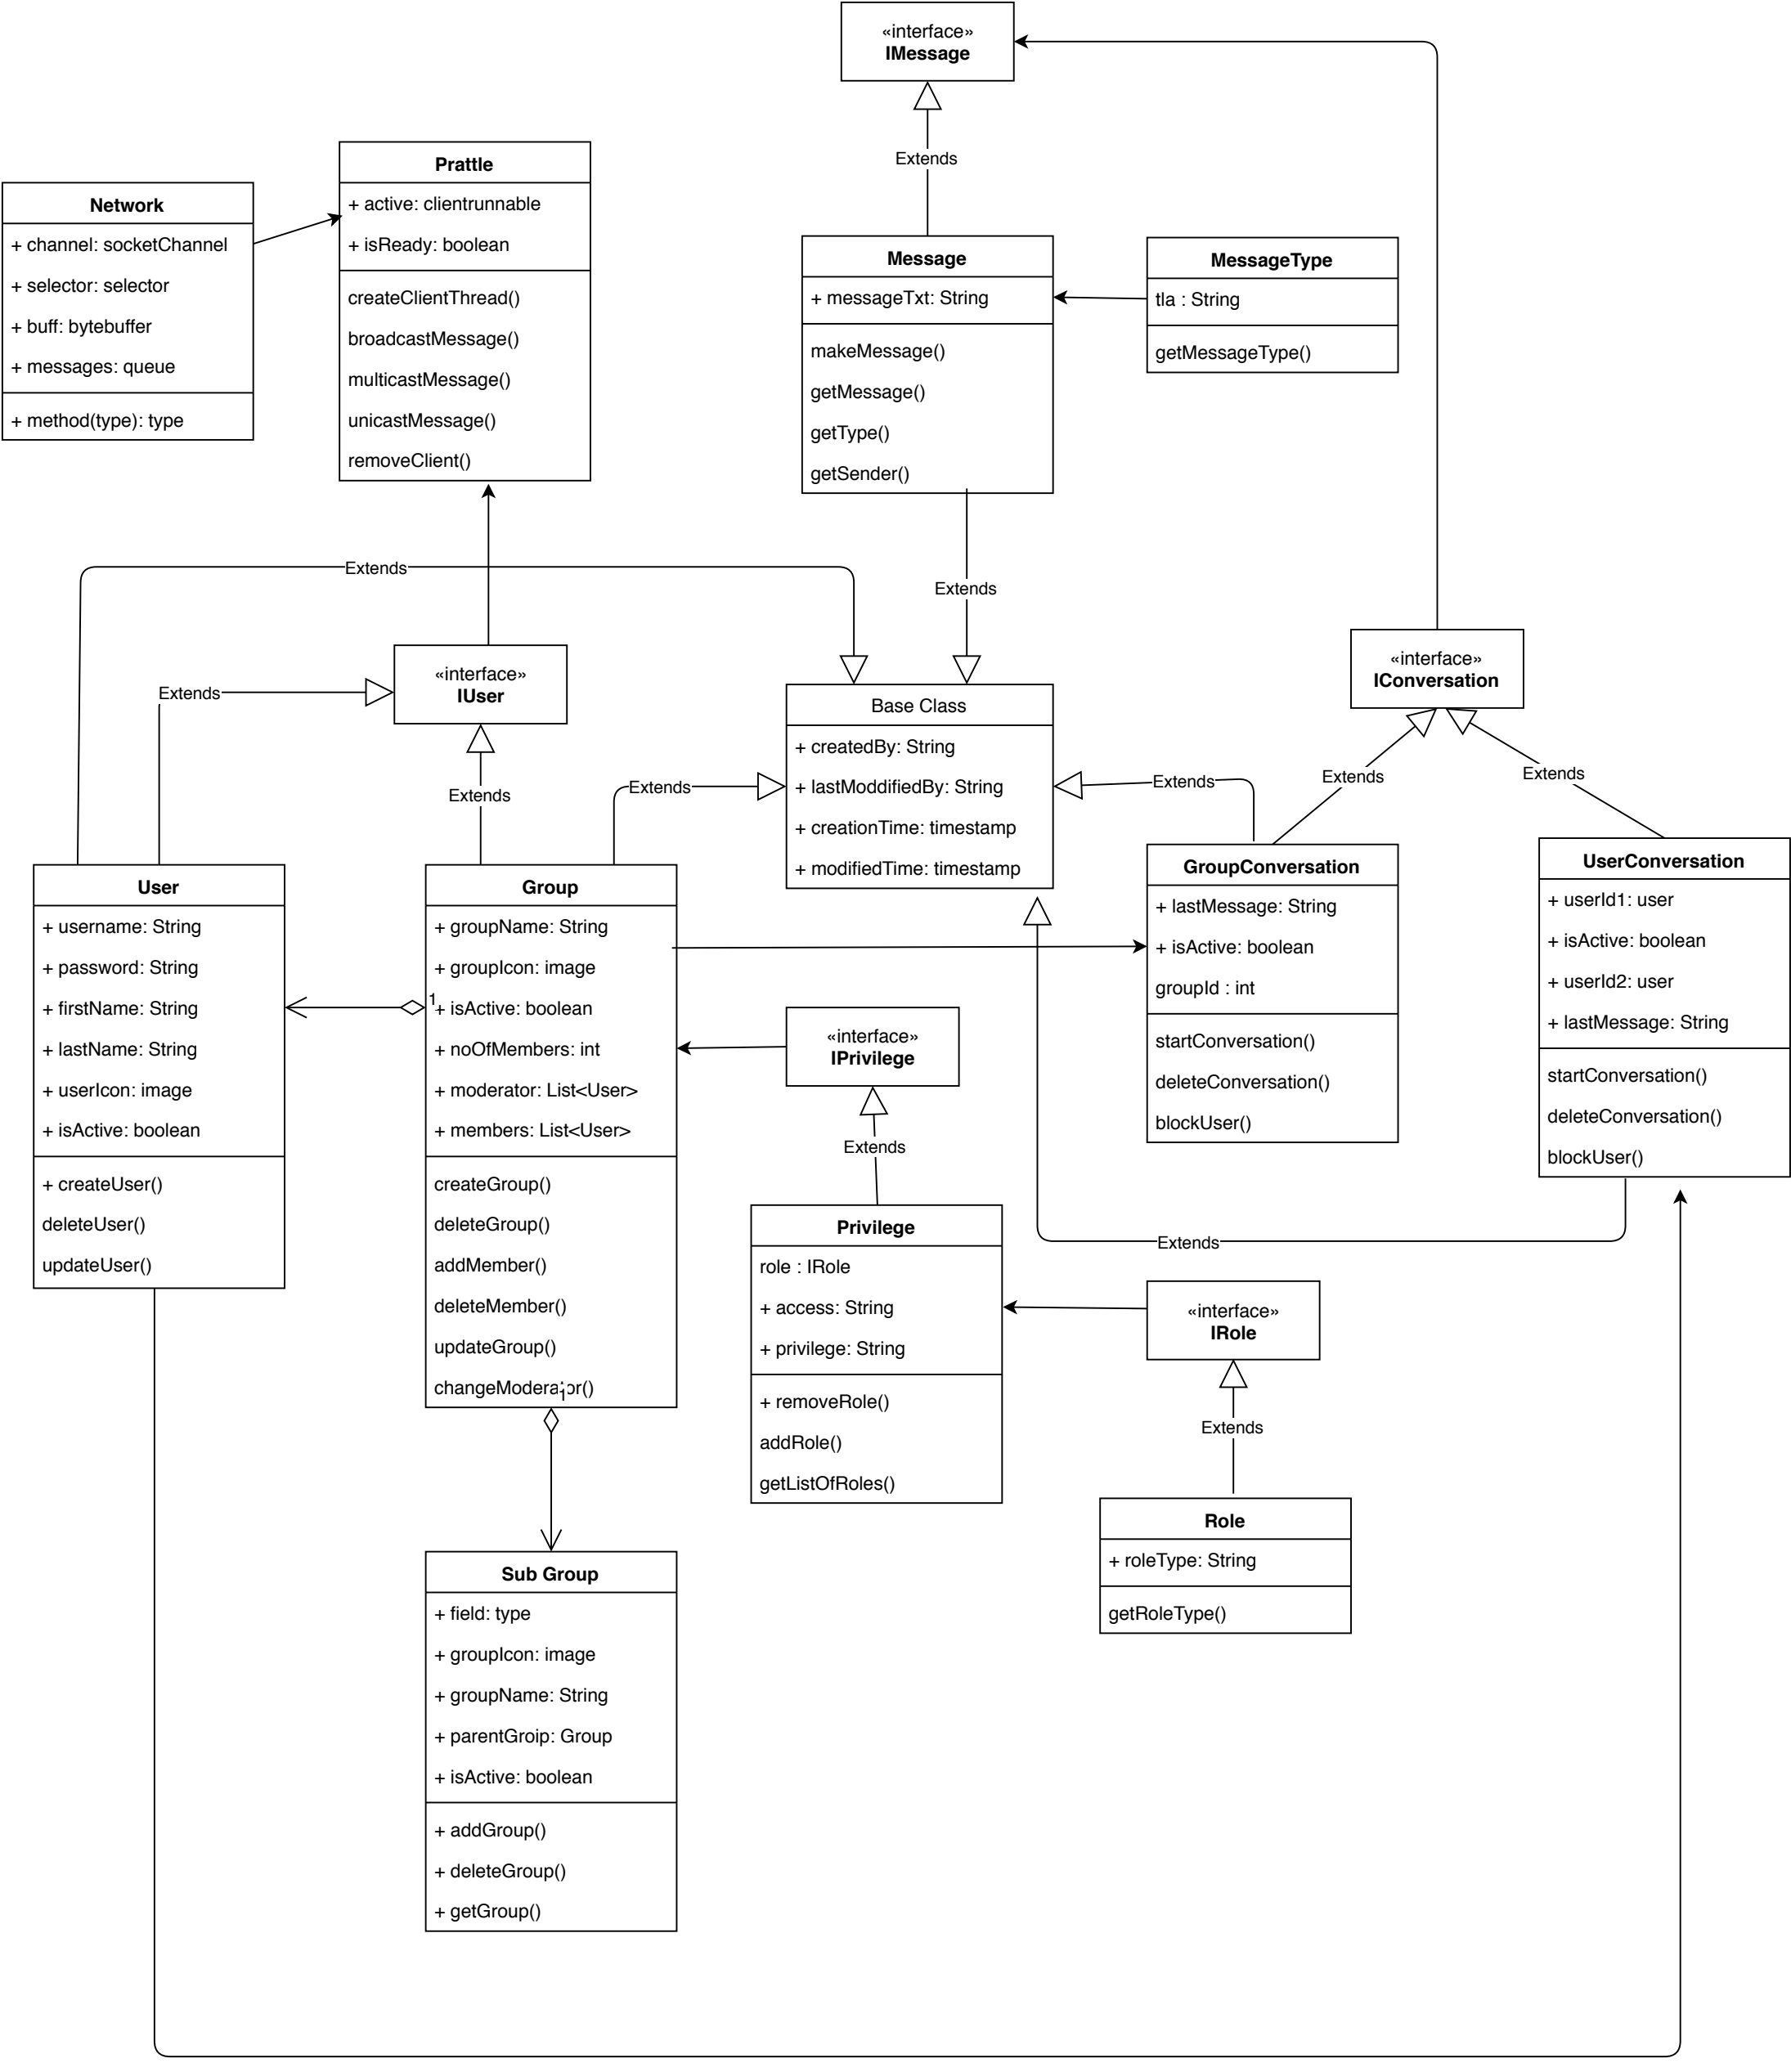 «interface»
IMessage
Extends
Prattle
+ active: clientrunnable
+ isReady: boolean
createClientThread()
broadcastMessage()
multicastMessage()
unicastMessage()
removeClient()
Network
+ channel: socketChannel
+ selector: selector
+ buff: bytebuffer
+ messages: queue
+ method(type): type
Message
+ messageTxt: String
makeMessage()
getMessage()
getType()
getSender()
MessageType
tla : String
getMessageType()
Extends
Extends
«interface»
IUser
Extends
Extends
«interface»
IConversation
Extends
Extends
Base Class
+ createdBy: String
+ lastModdifiedBy: String
+ creationTime: timestamp
+ modifiedTime: timestamp
Extends
Extends
User
+ username: String
+ password: String
+ firstName: String
+ lastName: String
+ userIcon: image
+ isActive: boolean
+ createUser()
deleteUser()
updateUser()
Group
+ groupName: String
+ groupIcon: image
1
+ isActive: boolean
+ noOfMembers: int
+ moderator: List<User>
+ members: List<User>
createGroup()
deleteGroup()
addMember()
deleteMember()
updateGroup()
changeModerator()
1
GroupConversation
+ lastMessage: String
+ isActive: boolean
groupId : int
startConversation()
deleteConversation()
blockUser()
UserConversation
+ userId1: user
+ isActive: boolean
+ userId2: user
+ lastMessage: String
startConversation()
deleteConversation()
blockUser()
«interface»
IPrivilege
Extends
Privilege
role : IRole
+ access: String
+ privilege: String
+ removeRole()
addRole()
getListOfRoles()
Extends
«interface»
IRole
Extends
Role
+ roleType: String
getRoleType()
Sub Group
+ field: type
+ groupIcon: image
+ groupName: String
+ parentGroip: Group
+ isActive: boolean
+ addGroup()
+ deleteGroup()
+ getGroup()